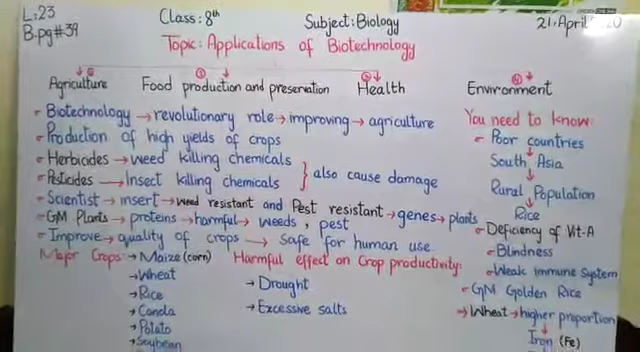 L:23
Class: 8th
Subject: Biology
21. April 2020
B.pg#39
Topic: Applications of Biotechnology
① Agriculture
② Food production and preservation
③ Health
④ Environment
Biotechnology → revolutionary role → improving → agriculture
Production of high yields of crops
Herbicides → weed killing chemicals
Pesticides → Insect killing chemicals } also cause damage
Scientist → insert → weed resistant and Pest resistant → genes → plants
GM Plants → proteins → harmful → weeds, pest
Improve → quality of crops → Safe for human use
Major Crops: → Maize (corn)
→ Wheat
→ Rice
→ Canola
→ Potato
→ Soybean
Harmful effect on Crop productivity:
→ Drought
→ Excessive salts
You need to know:
Poor countries
South Asia
Rural Population
Rice
Deficiency of Vit-A
Blindness
Weak immune System
GM Golden Rice
→ Wheat → higher proportion
Iron (Fe)